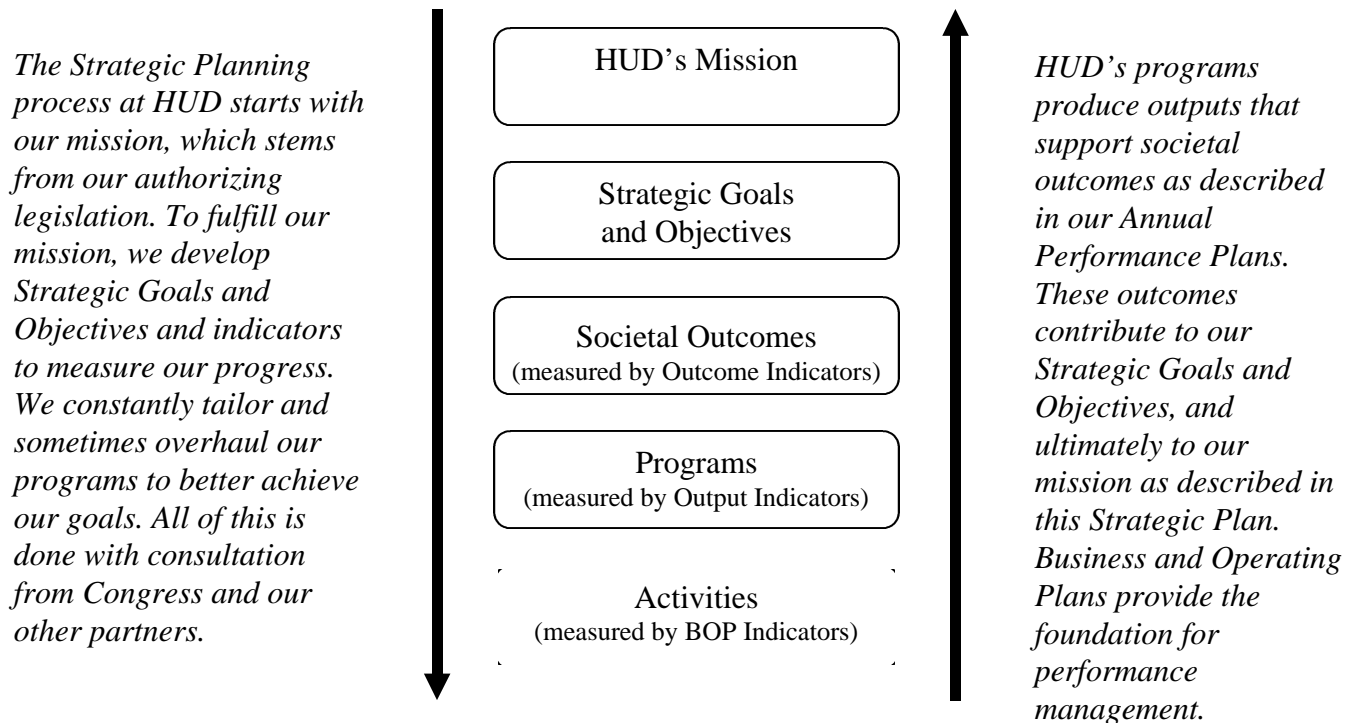 The Strategic Planning
process at HUD starts with
our mission, which stems
from our authorizing
legislation. To fulfill our
mission, we develop
Strategic Goals and
Objectives and indicators
to measure our progress.
We constantly tailor and
sometimes overhaul our
programs to better achieve
our goals. All of this is
done with consultation
from Congress and our
other partners.
HUD’s Mission
Strategic Goals
and Objectives
Societal Outcomes
(measured by Outcome Indicators)
Programs
(measured by Output Indicators)
Activities
(measured by BOP Indicators)
HUD’s programs
produce outputs that
support societal
outcomes as described
in our Annual
Performance Plans.
These outcomes
contribute to our
Strategic Goals and
Objectives, and
ultimately to our
mission as described in
this Strategic Plan.
Business and Operating
Plans provide the
foundation for
performance
management.